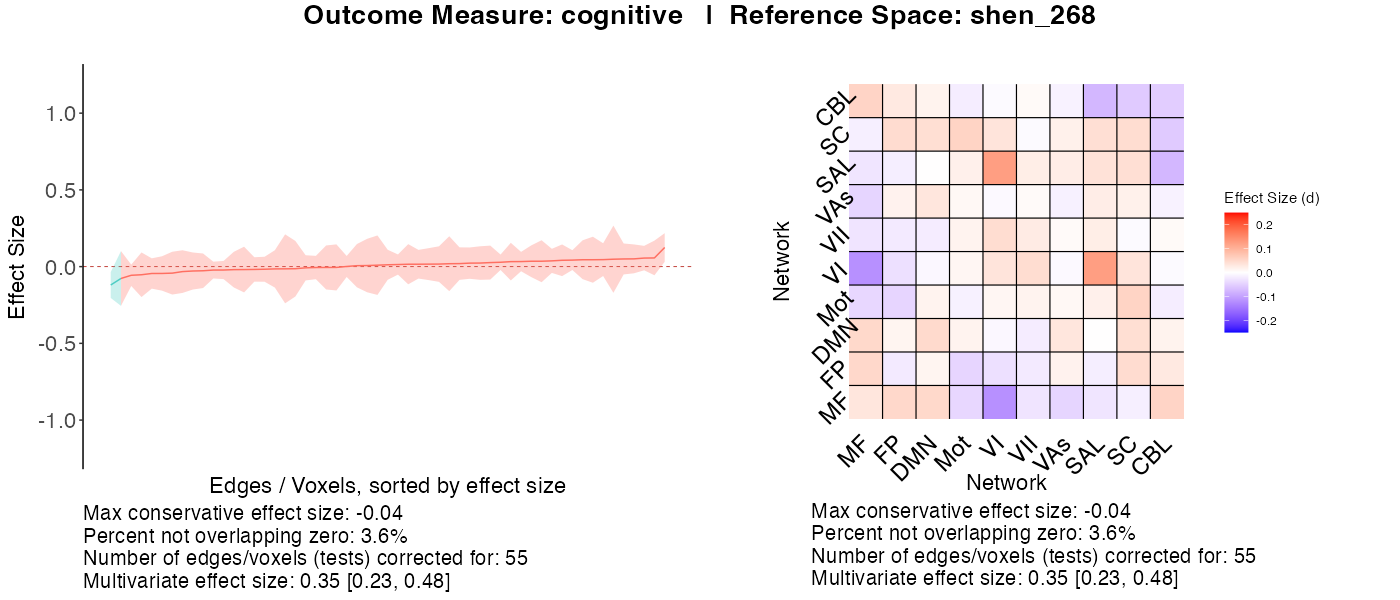 Outcome Measure: cognitive | Reference Space: shen_268
Effect Size
1.0
0.5
0.0
-0.5
-1.0
Edges / Voxels, sorted by effect size
Max conservative effect size: -0.04
Percent not overlapping zero: 3.6%
Number of edges/voxels (tests) corrected for: 55
Multivariate effect size: 0.35 [0.23, 0.48]
Network
CBL
SC
SAL
VAs
VII
VI
Mot
DMN
FP
MF
MF
FP
DMN
Mot
VI
VII
VAs
SAL
SC
CBL
Network
Effect Size (d)
0.2
0.1
0.0
-0.1
-0.2
Max conservative effect size: -0.04
Percent not overlapping zero: 3.6%
Number of edges/voxels (tests) corrected for: 55
Multivariate effect size: 0.35 [0.23, 0.48]